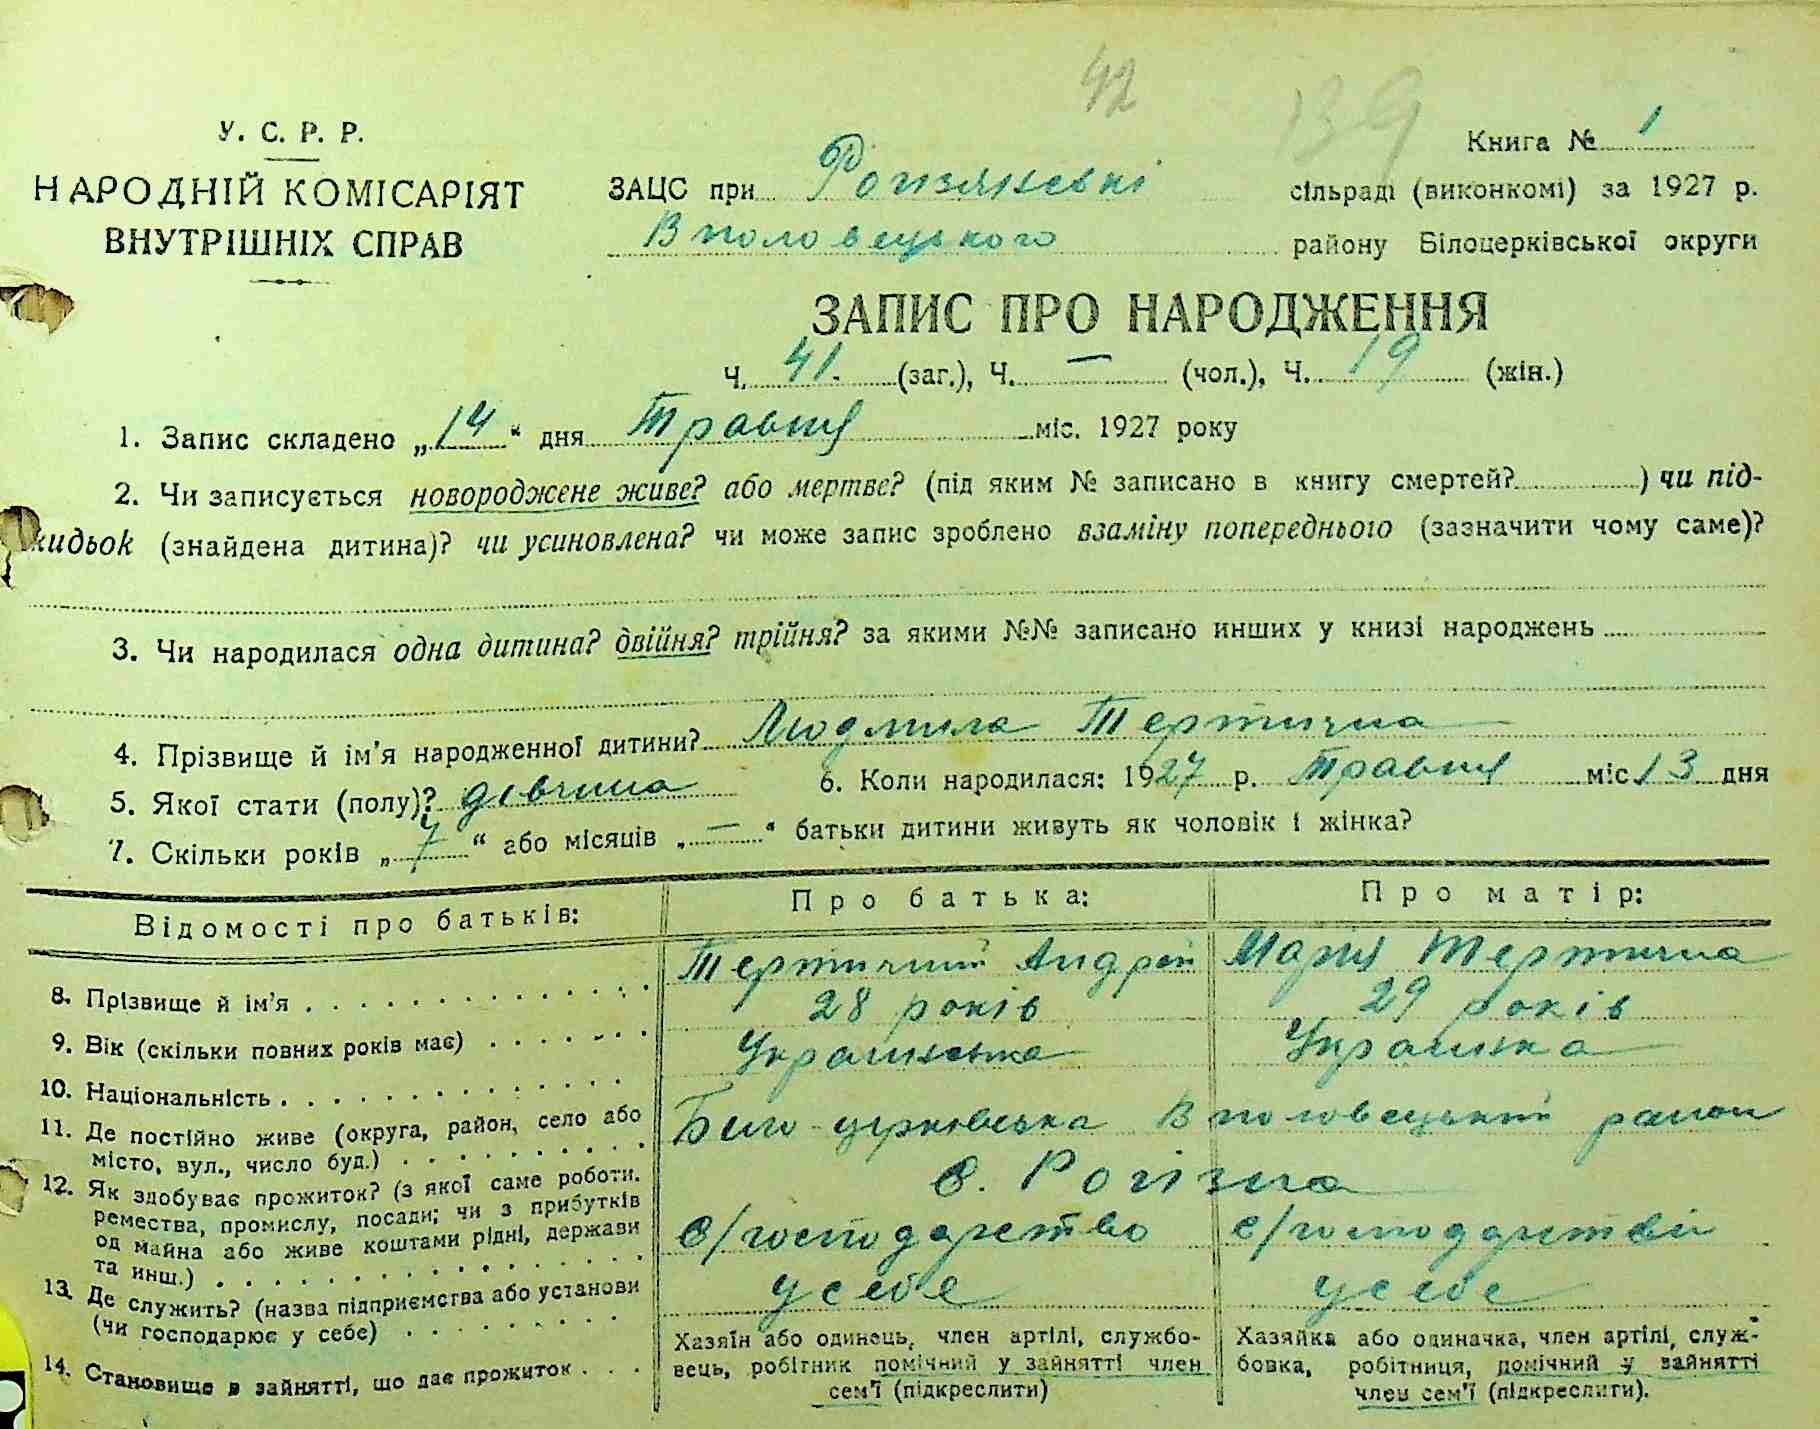 42 139
У. С. Р. Р.
НАРОДНІЙ КОМІСАРІЯТ
ВНУТРІШНІХ СПРАВ
Книга № 1
ЗАЦС при Рогізнянські сільраді (виконкомі) за 1927 р.
В половецького району Білоцерківської округи
ЗАПИС ПРО НАРОДЖЕННЯ
Ч. 41. (заг.), Ч. — (чол.), Ч. 19 (жін.)
1. Запис складено „14“ дня Травня міс. 1927 року
2. Чи записується новороджене живе? або мертве? (під яким № записано в книгу смертей? ) чи під-
кидьок (знайдена дитина)? чи усиновлена? чи може запис зроблено взаміну попереднього (зазначити чому саме)?
3. Чи народилася одна дитина? двійня? трійня? за якими №№ записано инших у книзі народжень
4. Прізвище й ім'я народженної дитини? Людмила Тертична
5. Якої стати (полу)? дівчина 6. Коли народилася: 1927 р. Травня міс. 13 дня
7. Скільки років „7“ або місяців „—“ батьки дитини живуть як чоловік і жінка?
Відомості про батьків: Про батька: Про матір:
8. Прізвище й ім'я Тертичний Андрій Марія Тертична
9. Вік (скільки повних років має) 28 років 29 років
10. Національність Українська Українка
11. Де постійно живе (округа, район, село або
місто, вул., число буд.) Біло-церківська В половецький район
с. Рогізна
12. Як здобуває прожиток? (з якої саме роботи,
ремества, промислу, посади; чи з прибутків
од майна або живе коштами рідні, держави
та инш.) с/господарство с/господарство
13. Де служить? (назва підприємства або установи
(чи господарює у себе) у себе у себе
14. Становище в зайнятті, що дає прожиток
Хазяїн або одинець, член артілі, службо-
вець, робітник помічний у зайнятті член
сем'ї (підкреслити)
Хазяйка або одиначка, член артілі, служ-
бовка, робітниця, помічний у зайнятті
член сем'ї (підкреслити).